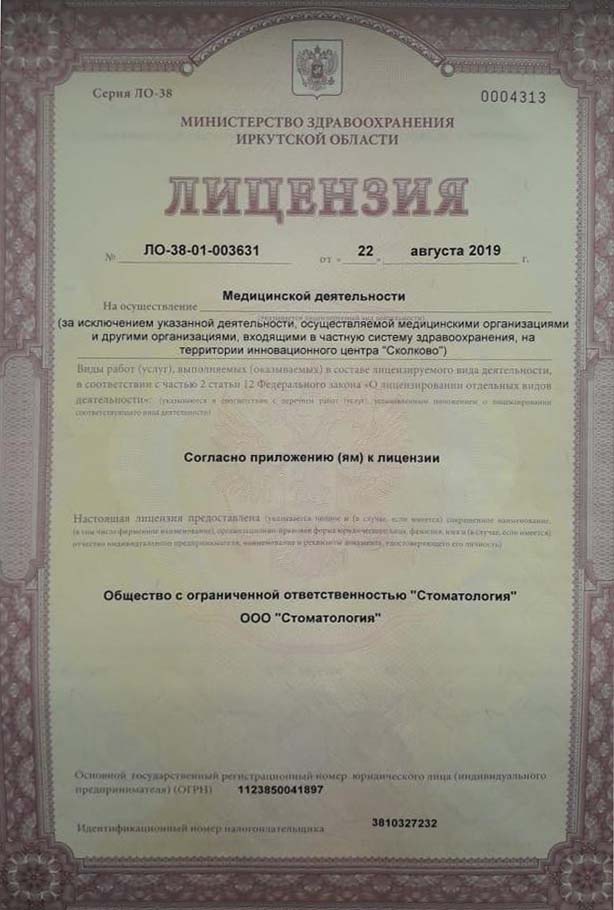 Серия ЛО-38
0004313
МИНИСТЕРСТВО ЗДРАВООХРАНЕНИЯ
ИРКУТСКОЙ ОБЛАСТИ
ЛИЦЕНЗИЯ
№ ЛО-38-01-003631 от « 22 » августа 2019 г.
На осуществление Медицинской деятельности
(указывается лицензируемый вид деятельности)
(за исключением указанной деятельности, осуществляемой медицинскими организациями
и другими организациями, входящими в частную систему здравоохранения, на
территории инновационного центра "Сколково")
Виды работ (услуг), выполняемых (оказываемых) в составе лицензируемого вида деятельности,
в соответствии с частью 2 статьи 12 Федерального закона «О лицензировании отдельных видов
деятельности»: (указываются в соответствии с перечнем работ (услуг), установленным положением о лицензировании
соответствующего вида деятельности)
Согласно приложению (ям) к лицензии
Настоящая лицензия предоставлена (указывается полное и (в случае, если имеется) сокращенное наименование,
(в том числе фирменное наименование), организационно-правовая форма юридического лица, фамилия, имя и (в случае, если имеется)
отчество индивидуального предпринимателя, наименование и реквизиты документа, удостоверяющего его личность)
Общество с ограниченной ответственностью "Стоматология"
ООО "Стоматология"
Основной государственный регистрационный номер юридического лица (индивидуального
предпринимателя) (ОГРН) 1123850041897
Идентификационный номер налогоплательщика 3810327232